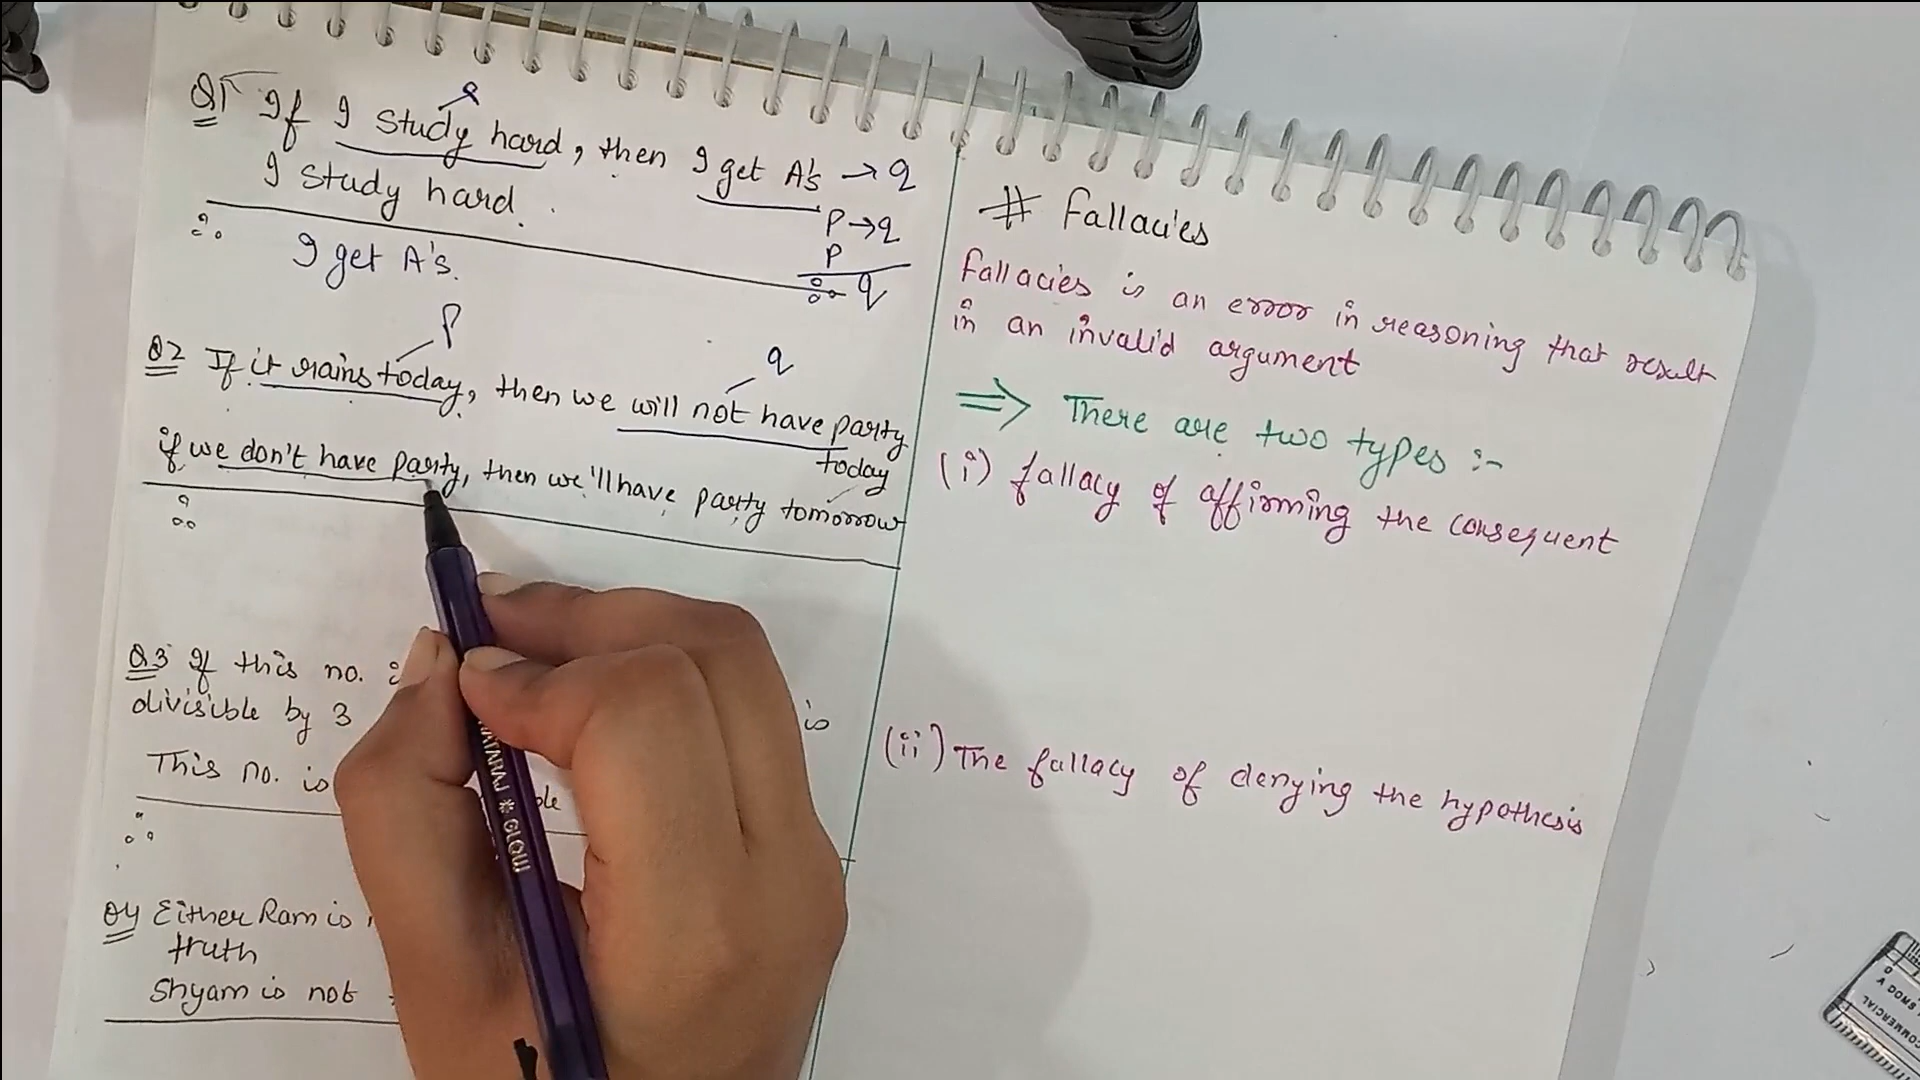 Q1 If I study hard, then I get A's → q
I study hard.
p → q
p
∴ q
∴ I get A's.
p
q
Q2 If it rains today, then we will not have party
today
if we don't have party, then we'll have party tomorrow
∴
Q3 If this no. is
divisible by 3
This no. is
∴
Q4 Either Ram is
truth
Shyam is not
# Fallacies
Fallacies is an error in reasoning that result
in an invalid argument
⇒ There are two types :-
(i) fallacy of affirming the consequent
(ii) The fallacy of denying the hypothesis
NATARAJ * GLOUJ